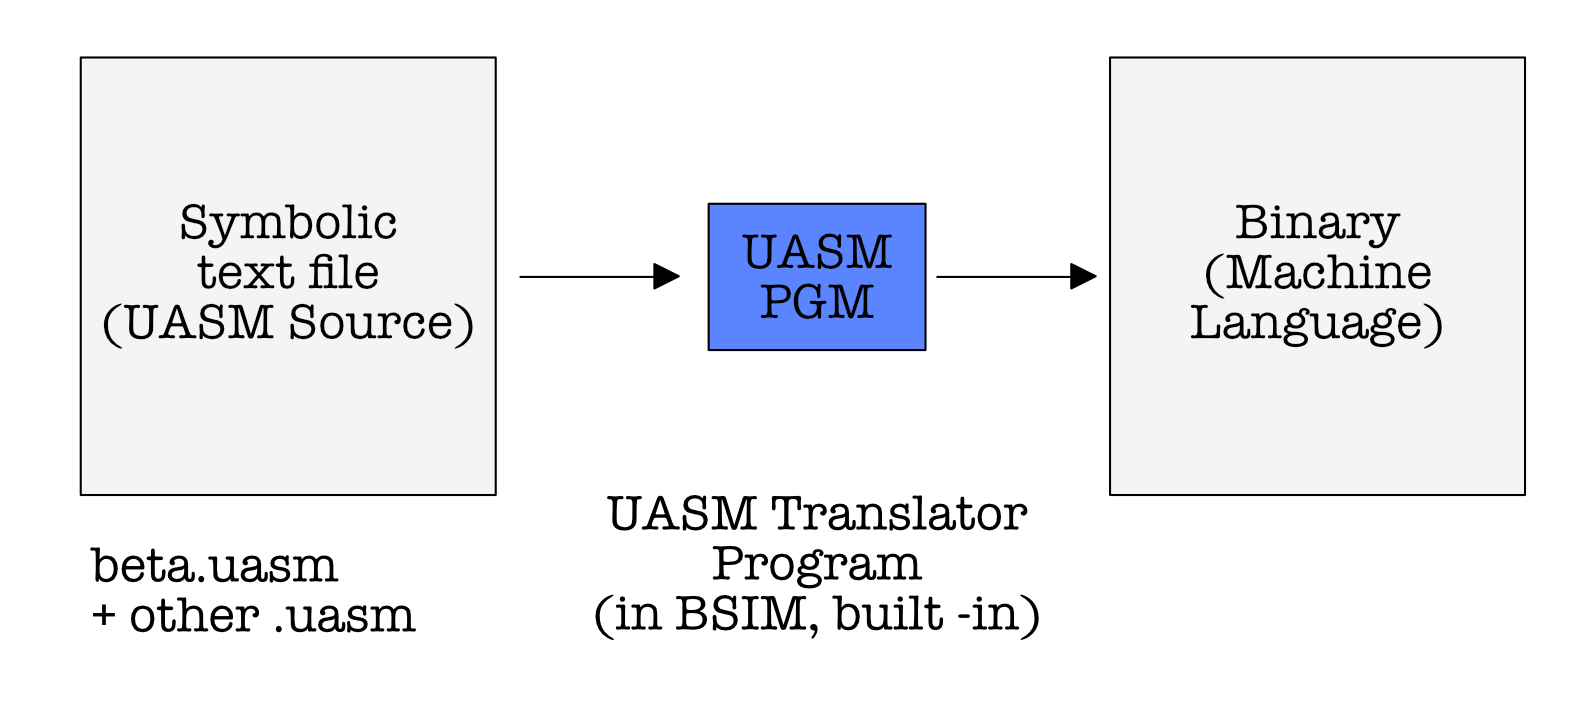 Symbolic
text file
(UASM Source)
UASM
PGM
Binary
(Machine
Language)
beta.uasm
+ other .uasm
UASM Translator
Program
(in BSIM, built -in)